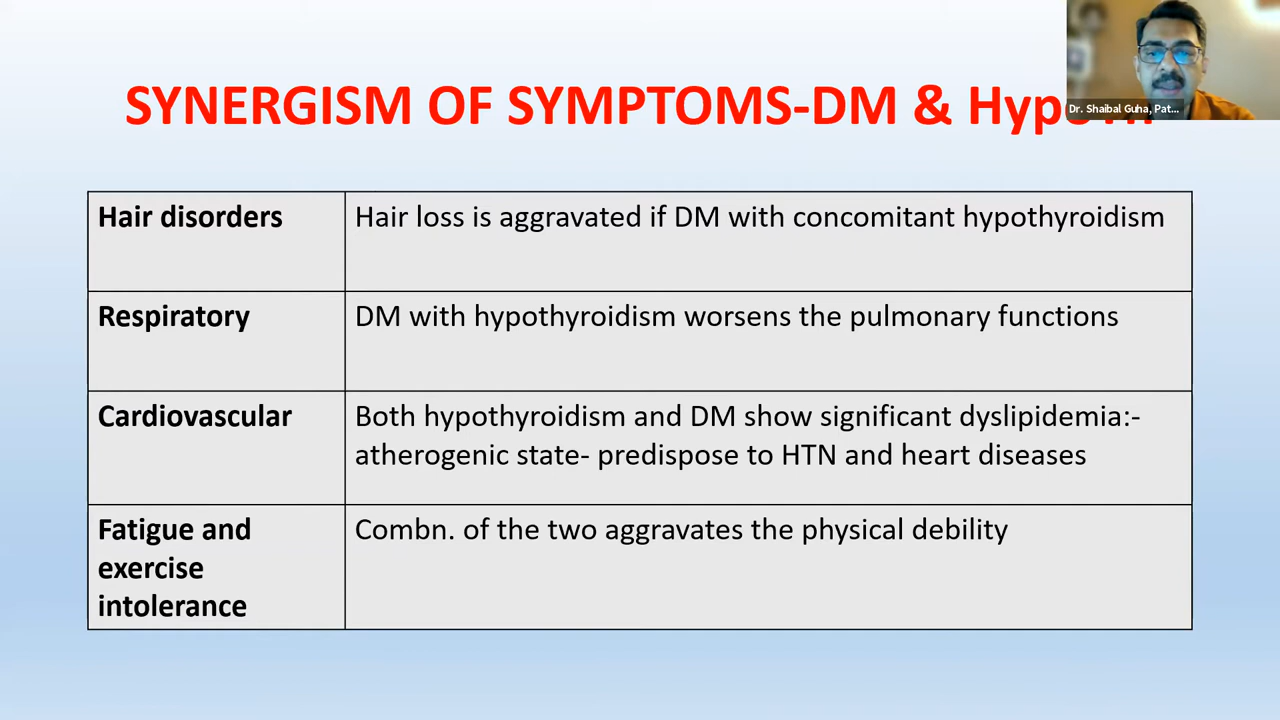 SYNERGISM OF SYMPTOMS-DM &
Dr. Shaibal Guha, Pat...
Hair disorders
Hair loss is aggravated if DM with concomitant hypothyroidism
Respiratory
DM with hypothyroidism worsens the pulmonary functions
Cardiovascular
Both hypothyroidism and DM show significant dyslipidemia:-
atherogenic state- predispose to HTN and heart diseases
Fatigue and
exercise
intolerance
Combn. of the two aggravates the physical debility